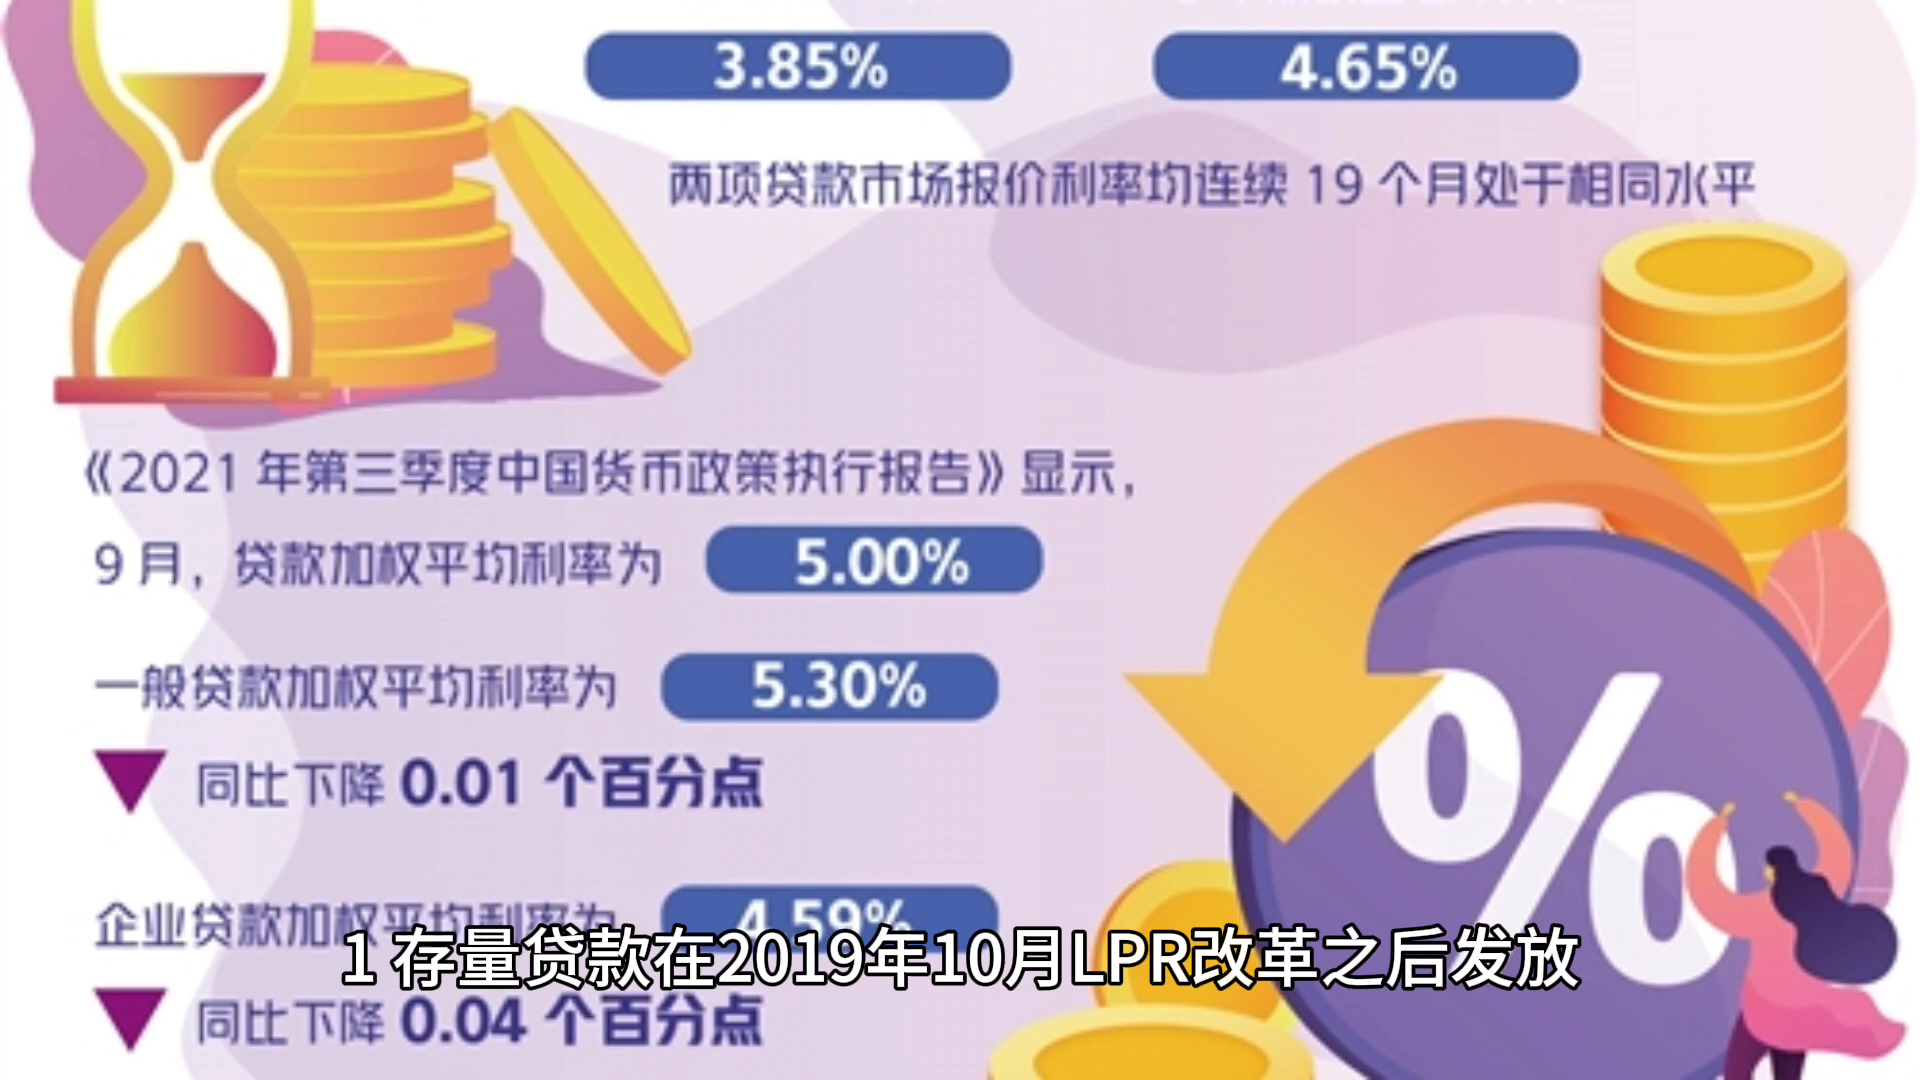 3.85% 4.65%
两项贷款市场报价利率均连续 19 个月处于相同水平
《2021 年第三季度中国货币政策执行报告》显示，
9 月，贷款加权平均利率为 5.00%
一般贷款加权平均利率为 5.30%
同比下降 0.01 个百分点
企业贷款加权平均利率为 4.59%
1 存量贷款在2019年10月LPR改革之后发放
同比下降 0.04 个百分点
%